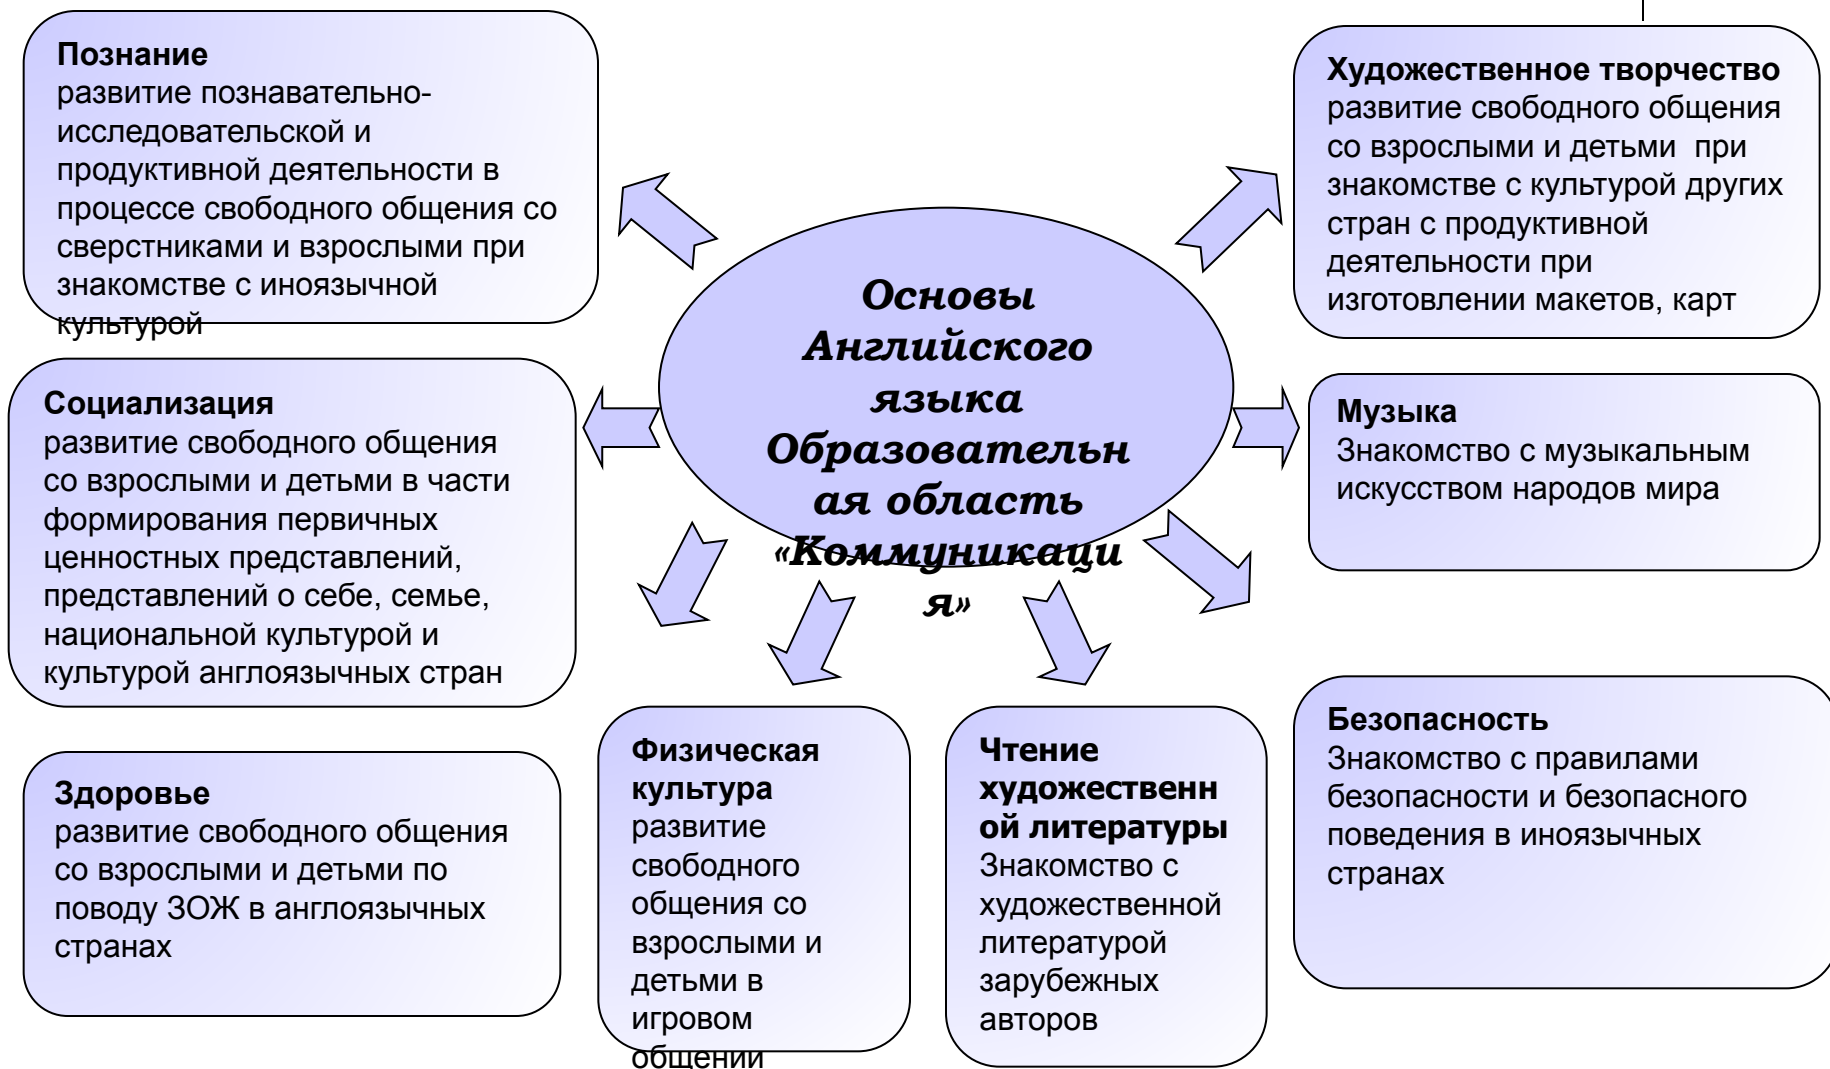 Познание
развитие познавательно-
исследовательской и
продуктивной деятельности в
процессе свободного общения со
сверстниками и взрослыми при
знакомстве с иноязычной
культурой
Художественное творчество
развитие свободного общения
со взрослыми и детьми при
знакомстве с культурой других
стран с продуктивной
деятельности при
изготовлении макетов, карт
Основы
Английского
языка
Образовательн
ая область
«Коммуникаци
я»
Социализация
развитие свободного общения
со взрослыми и детьми в части
формирования первичных
ценностных представлений,
представлений о себе, семье,
национальной культурой и
культурой англоязычных стран
Музыка
Знакомство с музыкальным
искусством народов мира
Здоровье
развитие свободного общения
со взрослыми и детьми по
поводу ЗОЖ в англоязычных
странах
Физическая
культура
развитие
свободного
общения со
взрослыми и
детьми в
игровом
общении
Чтение
художественн
ой литературы
Знакомство с
художественной
литературой
зарубежных
авторов
Безопасность
Знакомство с правилами
безопасности и безопасного
поведения в иноязычных
странах